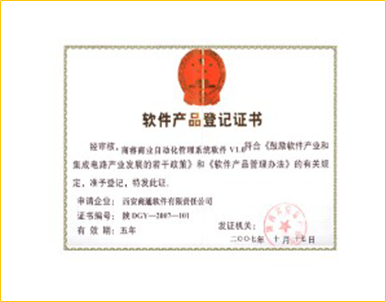 软件产品登记证书
经审核，商将商业自动化管理系统软件 V1.0符合《鼓励软件产业和
集成电路产业发展的若干政策》和《软件产品管理办法》的有关规
定，准予登记，特发此证。
申请企业：西安商通软件有限责任公司
证书编号：陕 DGY—2007—101
有 效 期：五年
发证机关：
二〇〇七年 十月 十七日